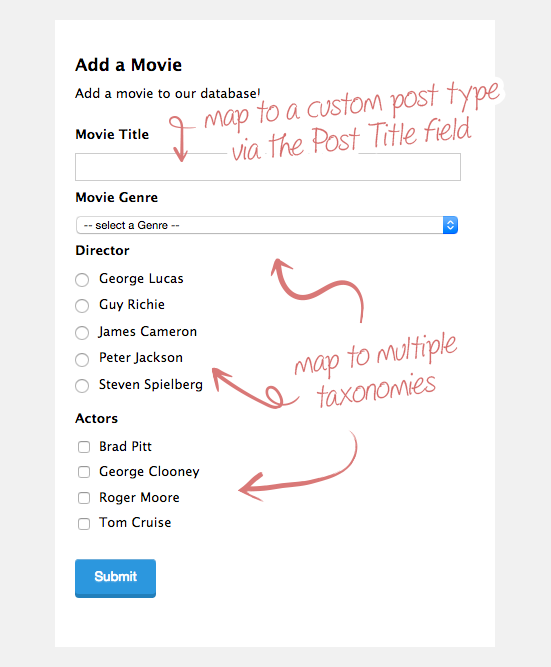 Add a Movie
Add a movie to our database!
map to a custom post type
via the Post Title field
Movie Title
Movie Genre
-- select a Genre --
Director
George Lucas
Guy Richie
James Cameron
Peter Jackson
Steven Spielberg
map to multiple
taxonomies
Actors
Brad Pitt
George Clooney
Roger Moore
Tom Cruise
Submit